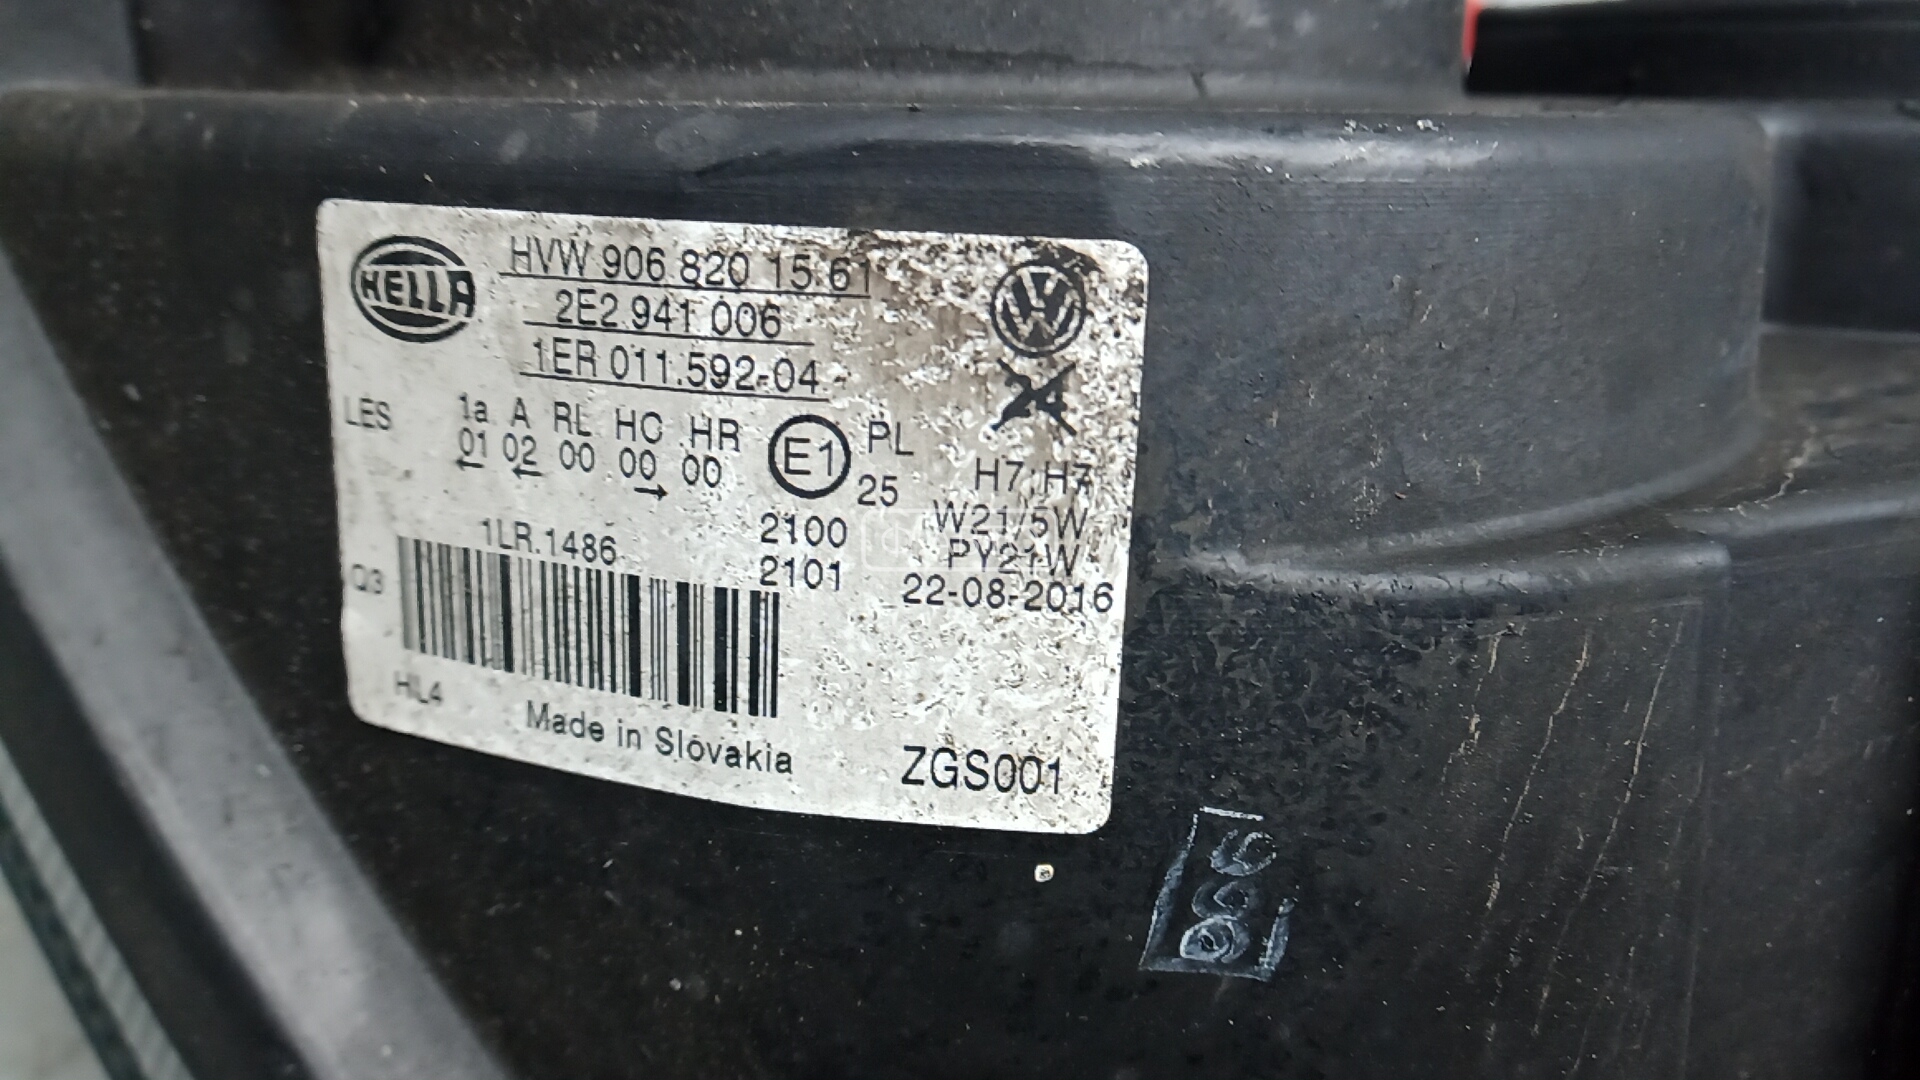 HELLA
HVW 906 820 15 61
2E2.941 006
1ER 011.592-04
24
LES
1a A RL HC HR
01 02 00 00 00
E1
PL
25
H7 H7
W21/5W
PY21W
2100
2101
22-08-2016
1LR.1486
Q3
HL4
Made in Slovakia
ZGS001